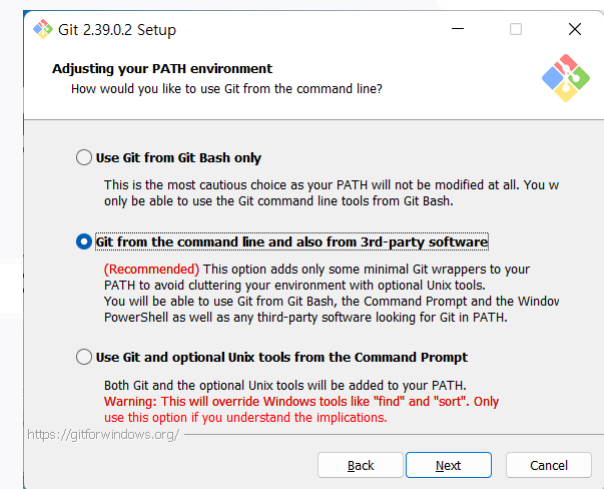 Git 2.39.0.2 Setup
Adjusting your PATH environment
How would you like to use Git from the command line?
Use Git from Git Bash only
This is the most cautious choice as your PATH will not be modified at all. You w
only be able to use the Git command line tools from Git Bash.
Git from the command line and also from 3rd-party software
(Recommended) This option adds only some minimal Git wrappers to your
PATH to avoid cluttering your environment with optional Unix tools.
You will be able to use Git from Git Bash, the Command Prompt and the Window
PowerShell as well as any third-party software looking for Git in PATH.
Use Git and optional Unix tools from the Command Prompt
Both Git and the optional Unix tools will be added to your PATH.
Warning: This will override Windows tools like "find" and "sort". Only
use this option if you understand the implications.
https://gitforwindows.org/
Back Next Cancel